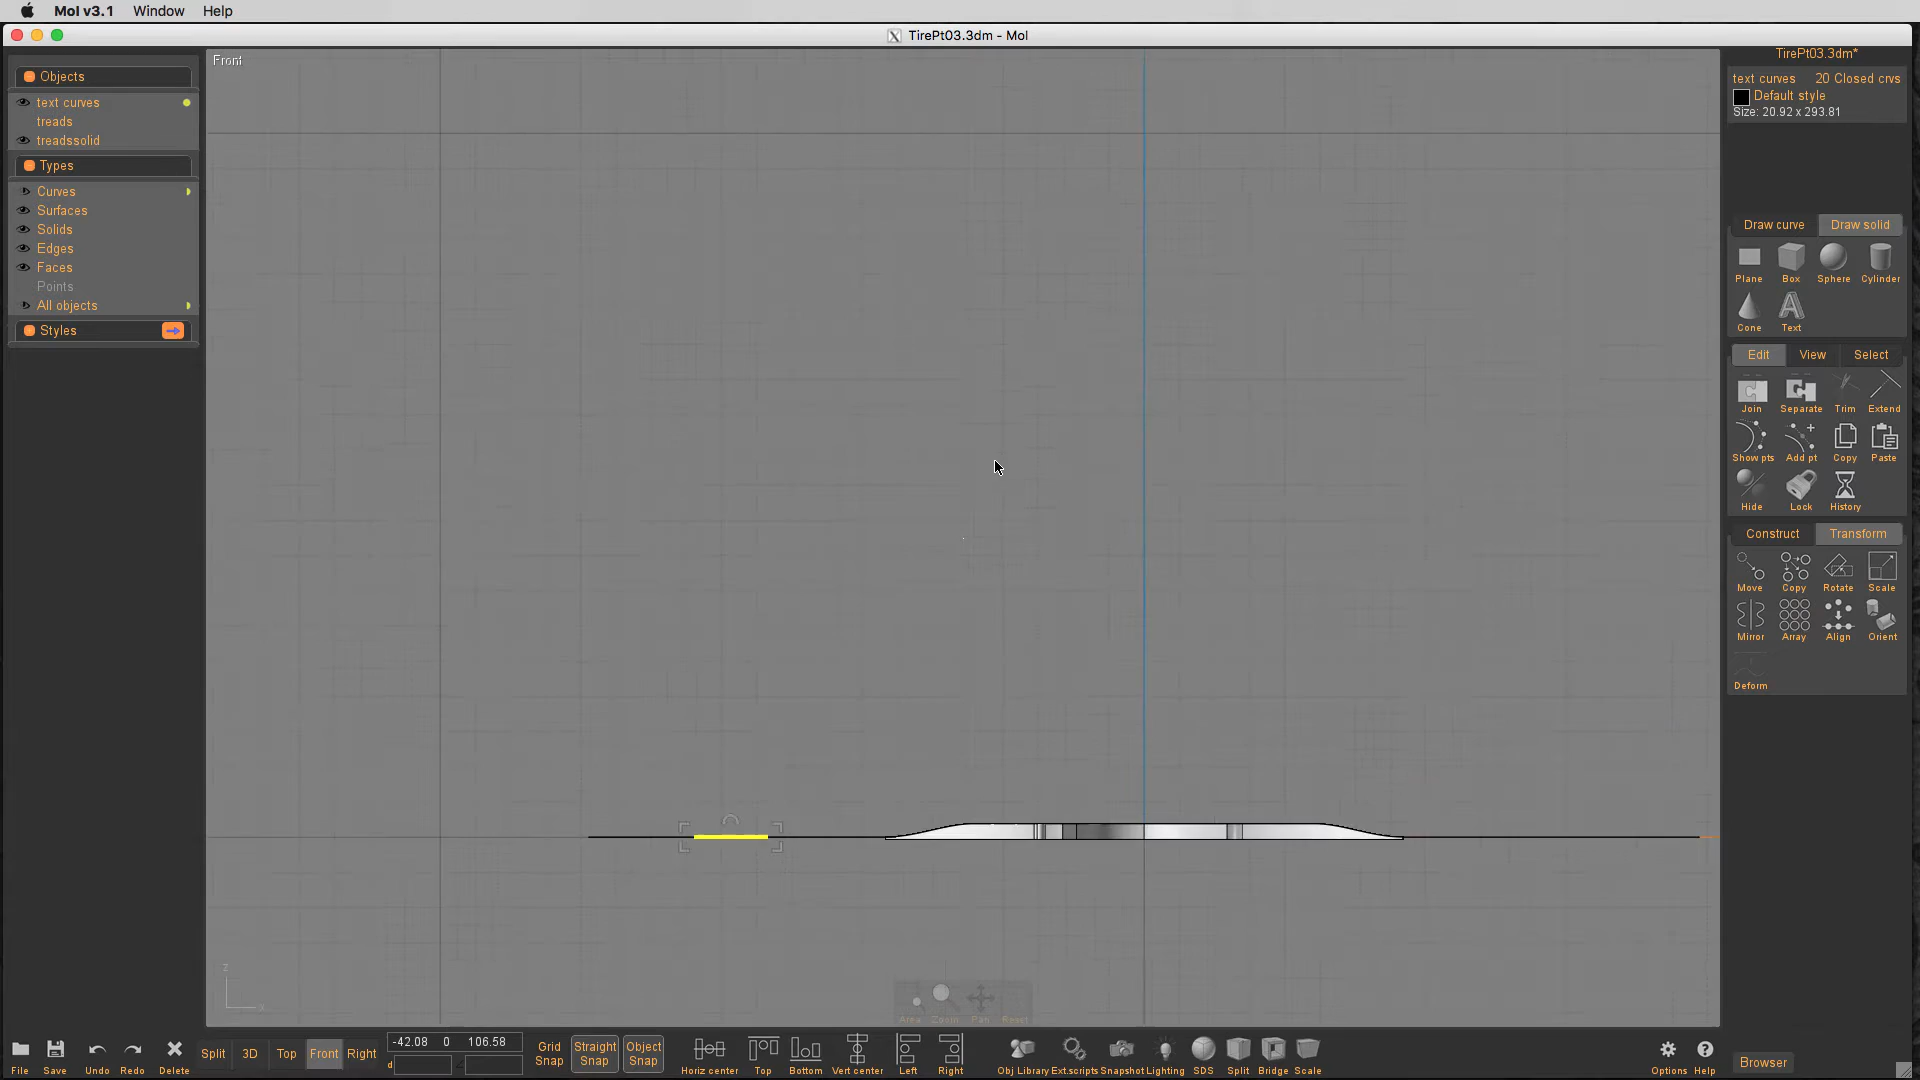 MoI v3.1 Window Help
TirePt03.3dm - MoI
Objects
text curves
treads
treadssolid
Types
Curves
Surfaces
Solids
Edges
Faces
Points
All objects
Styles
Front
TirePt03.3dm*
text curves 20 Closed crvs
Default style
Size: 20.92 x 293.81
Draw curve Draw solid
Plane Box Sphere Cylinder
Cone Text
Edit View Select
Join Separate Trim Extend
Show pts Add pt Copy Paste
Hide Lock History
Construct Transform
Move Copy Rotate Scale
Mirror Array Align Orient
Deform
z
x
Area Zoom Pan Reset
File Save Undo Redo Delete
Split 3D Top Front Right
-42.08 0 106.58
d
Grid Snap
Straight Snap
Object Snap
Horiz center Top Bottom Vert center Left Right
Obj Library Ext.scripts Snapshot Lighting SDS Split Bridge Scale
Options Help
Browser